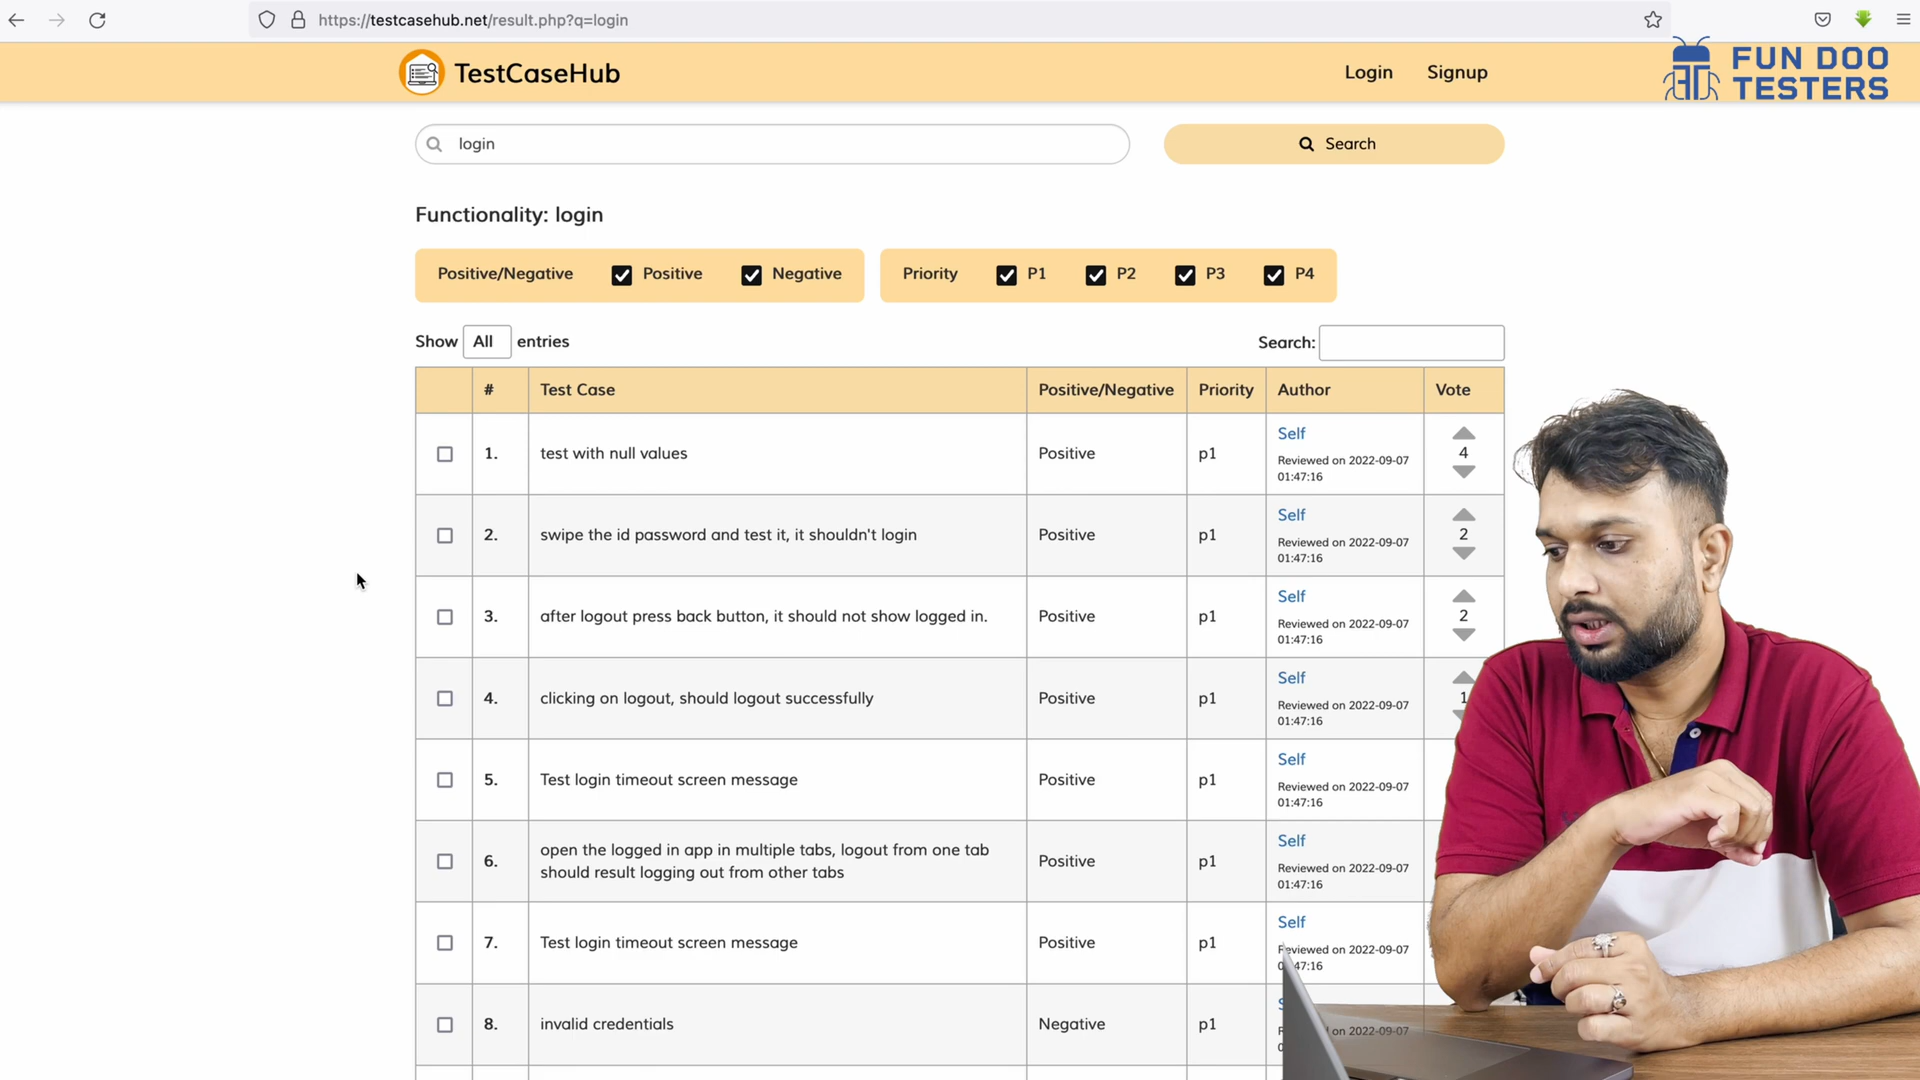 https://testcasehub.net/result.php?q=login
TestCaseHub
Login
Signup
FUN DOO
TESTERS
login
Search
Functionality: login
Positive/Negative
Positive
Negative
Priority
P1
P2
P3
P4
Show
All
entries
Search:
#
Test Case
Positive/Negative
Priority
Author
Vote
1.
test with null values
Positive
p1
Self
Reviewed on 2022-09-07
01:47:16
4
2.
swipe the id password and test it, it shouldn't login
Positive
p1
Self
Reviewed on 2022-09-07
01:47:16
2
3.
after logout press back button, it should not show logged in.
Positive
p1
Self
Reviewed on 2022-09-07
01:47:16
2
4.
clicking on logout, should logout successfully
Positive
p1
Self
Reviewed on 2022-09-07
01:47:16
1
5.
Test login timeout screen message
Positive
p1
Self
Reviewed on 2022-09-07
01:47:16
6.
open the logged in app in multiple tabs, logout from one tab
should result logging out from other tabs
Positive
p1
Self
Reviewed on 2022-09-07
01:47:16
7.
Test login timeout screen message
Positive
p1
Self
Reviewed on 2022-09-07
01:47:16
8.
invalid credentials
Negative
p1
on 2022-09-07